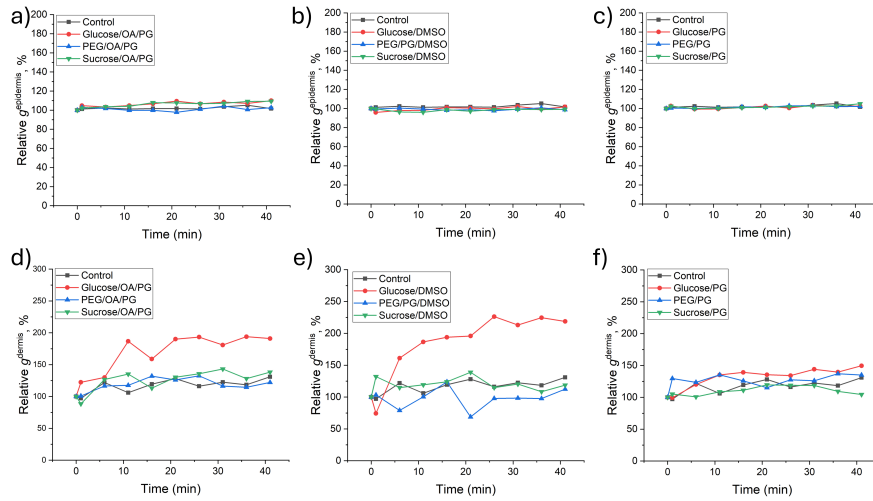 a)
Control
Glucose/OA/PG
PEG/OA/PG
Sucrose/OA/PG
Relative g^epidermis, %
200
180
160
140
120
100
80
60
40
20
0
0 10 20 30 40
Time (min)
b)
Control
Glucose/DMSO
PEG/PG/DMSO
Sucrose/DMSO
Relative g^epidermis, %
200
180
160
140
120
100
80
60
40
20
0
0 10 20 30 40
Time (min)
c)
Control
Glucose/PG
PEG/PG
Sucrose/PG
Relative g^epidermis, %
200
180
160
140
120
100
80
60
40
20
0
0 10 20 30 40
Time (min)
d)
Control
Glucose/OA/PG
PEG/OA/PG
Sucrose/OA/PG
Relative g^dermis, %
300
250
200
150
100
50
0
0 10 20 30 40
Time (min)
e)
Control
Glucose/DMSO
PEG/PG/DMSO
Sucrose/DMSO
Relative g^dermis, %
300
250
200
150
100
50
0
0 10 20 30 40
Time (min)
f)
Control
Glucose/PG
PEG/PG
Sucrose/PG
Relative g^dermis, %
300
250
200
150
100
50
0
0 10 20 30 40
Time (min)